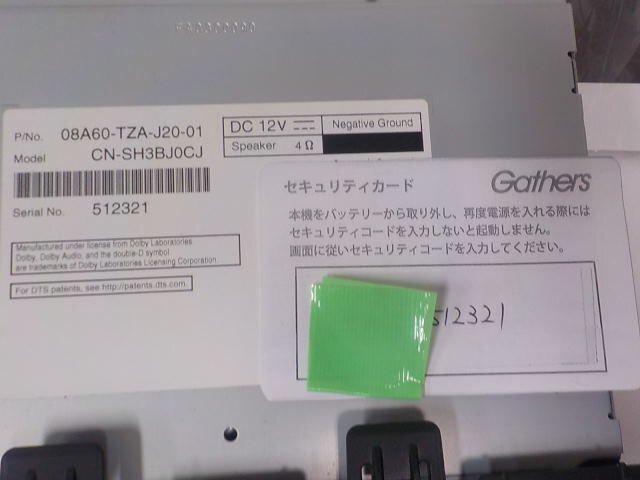 P/No. 08A60-TZA-J20-01
Model CN-SH3BJ0CJ
Serial No. 512321
DC 12V Negative Ground
Speaker 4Ω
Manufactured under license from Dolby Laboratories.
Dolby, Dolby Audio, and the double-D symbol
are trademarks of Dolby Laboratories Licensing Corporation.
For DTS patents, see http://patents.dts.com.
セキュリティカード Gathers
本機をバッテリーから取り外し、再度電源を入れる際には
セキュリティコードを入力しないと起動しません。
画面に従いセキュリティコードを入力してください。
512321